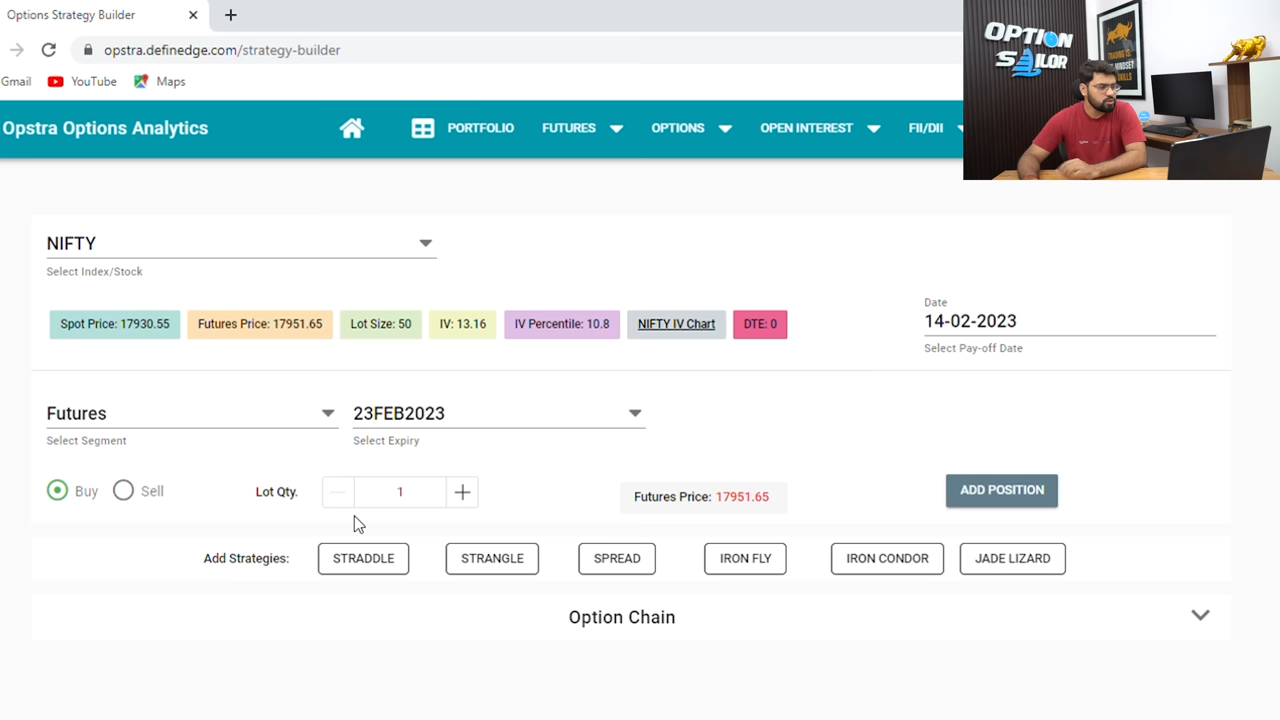 Options Strategy Builder
opstra.definedge.com/strategy-builder
Gmail YouTube Maps
OPTION
SAILOR
Opstra Options Analytics PORTFOLIO FUTURES OPTIONS OPEN INTEREST FII/DII
NIFTY
Select Index/Stock
Spot Price: 17930.55 Futures Price: 17951.65 Lot Size: 50 IV: 13.16 IV Percentile: 10.8 NIFTY IV Chart DTE: 0
Date
14-02-2023
Select Pay-off Date
Futures 23FEB2023
Select Segment Select Expiry
Buy Sell Lot Qty. 1 Futures Price: 17951.65 ADD POSITION
Add Strategies: STRADDLE STRANGLE SPREAD IRON FLY IRON CONDOR JADE LIZARD
Option Chain